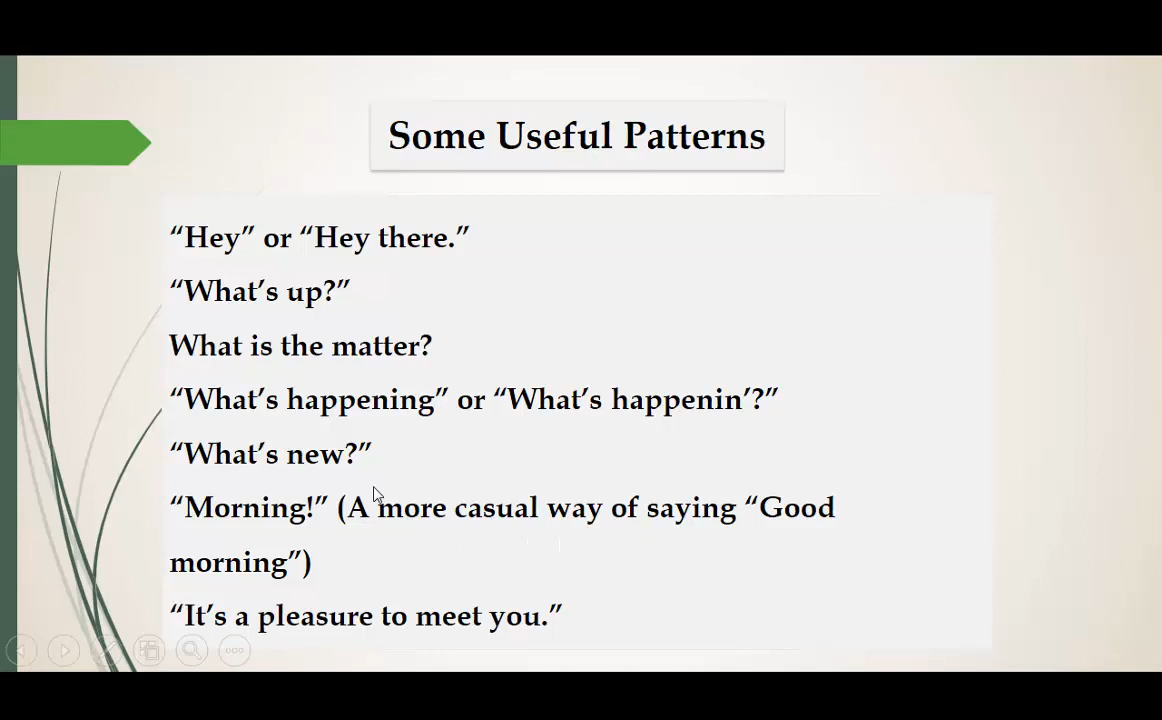 Some Useful Patterns
“Hey” or “Hey there.”
“What’s up?”
What is the matter?
“What’s happening” or “What’s happenin’?”
“What’s new?”
“Morning!” (A more casual way of saying “Good
morning”)
“It’s a pleasure to meet you.”